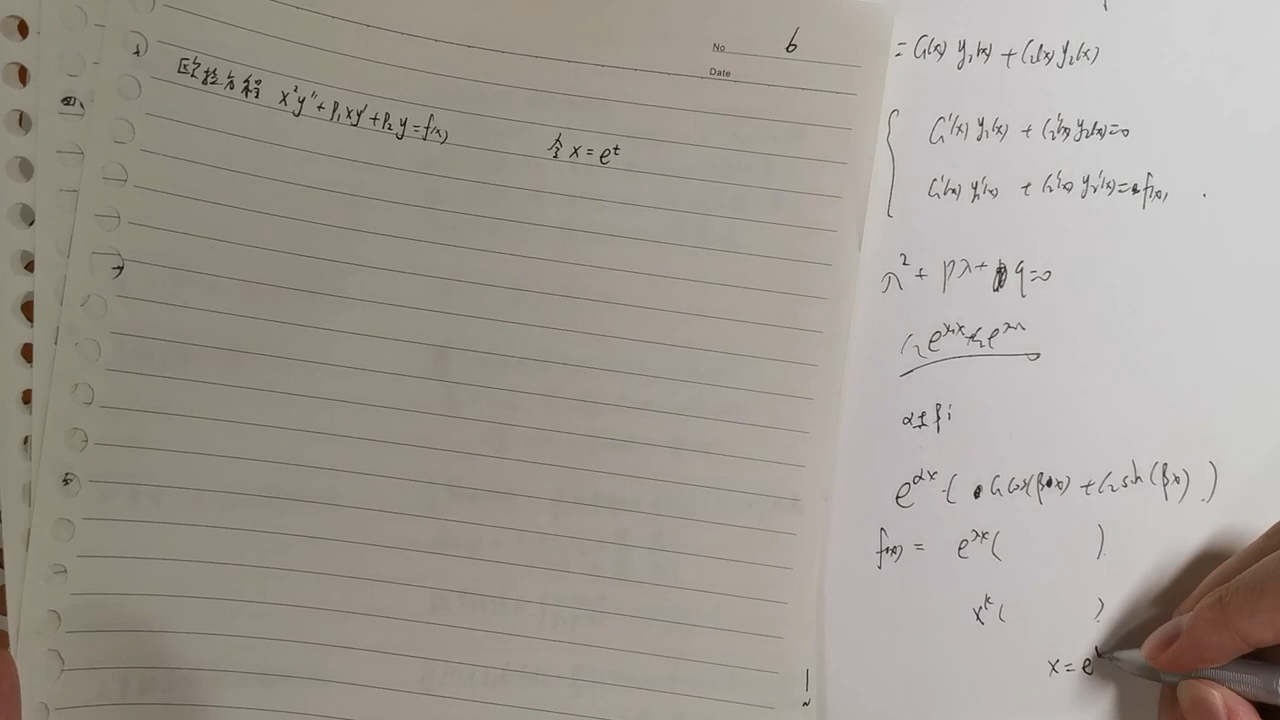 No 6
Date
欧拉方程 x²y″ + P₁xy′ + P₂y = f(x)
令 x = eᵗ
= C₁(x) y₁(x) + C₂(x) y₂(x)
C₁′(x) y₁(x) + C₂′(x) y₂(x) = 0
C₁′(x) y₁′(x) + C₂′(x) y₂′(x) = f(x)
λ² + pλ + q = 0
α ± βi
e^{αx} · ( C₁cos(βx) + C₂sin(βx) )
f(x) = e^{λx} ( )
x^k ( )
x = e